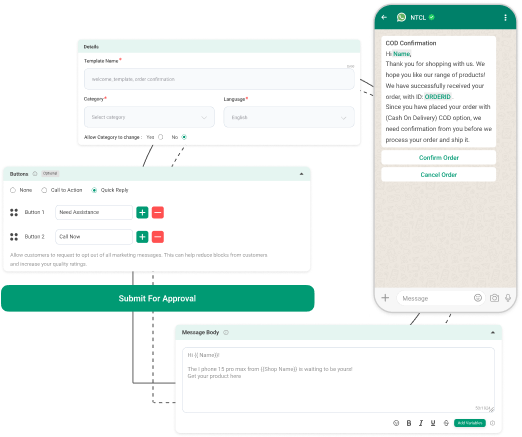 Details
Template Name*
welcome_template_order confirmation
Category*
Language*
Select category
English
Allow Category to change : Yes No
Buttons Optional
None Call to Action Quick Reply
Button 1 Need Assistance
Button 2 Call Now
Allow customers to request to opt out of all marketing messages. This can help reduce blocks from customers
and increase your quality ratings.
Submit For Approval
NTCL
COD Confirmation
Hi Name,
Thank you for shopping with us. We
hope you like our range of products!
We have successfully received your
order, with ID: ORDERID .
Since you have placed your order with
(Cash On Delivery) COD option, we
need confirmation from you before we
process your order and ship it.
Confirm Order
Cancel Order
Message
Message Body
Hi {{ Name}}!
The I phone 15 pro max from {{Shop Name}} is waiting to be yours!
Get your product here
B I U S Add Variables